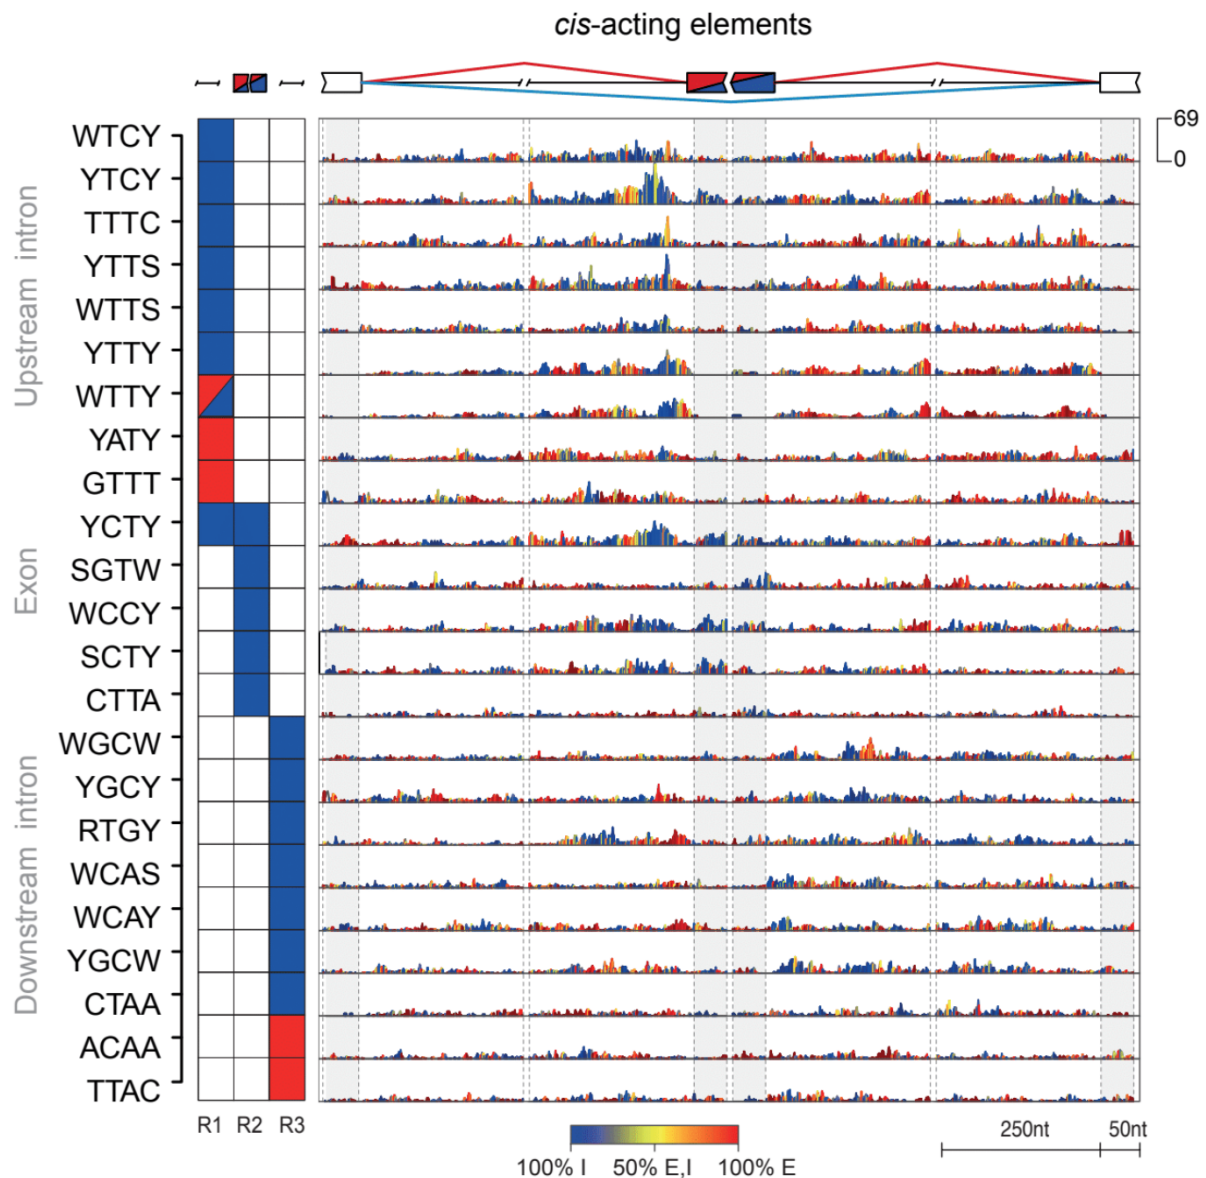 cis-acting elements
69
0
Upstream intron
WTCY
YTCY
TTTC
YTTS
WTTS
YTTY
WTTY
YATY
GTTT
Exon
YCTY
SGTW
WCCY
SCTY
CTTA
Downstream intron
WGCW
YGCY
RTGY
WCAS
WCAY
YGCW
CTAA
ACAA
TTAC
R1 R2 R3
250nt 50nt
100% I 50% E,I 100% E